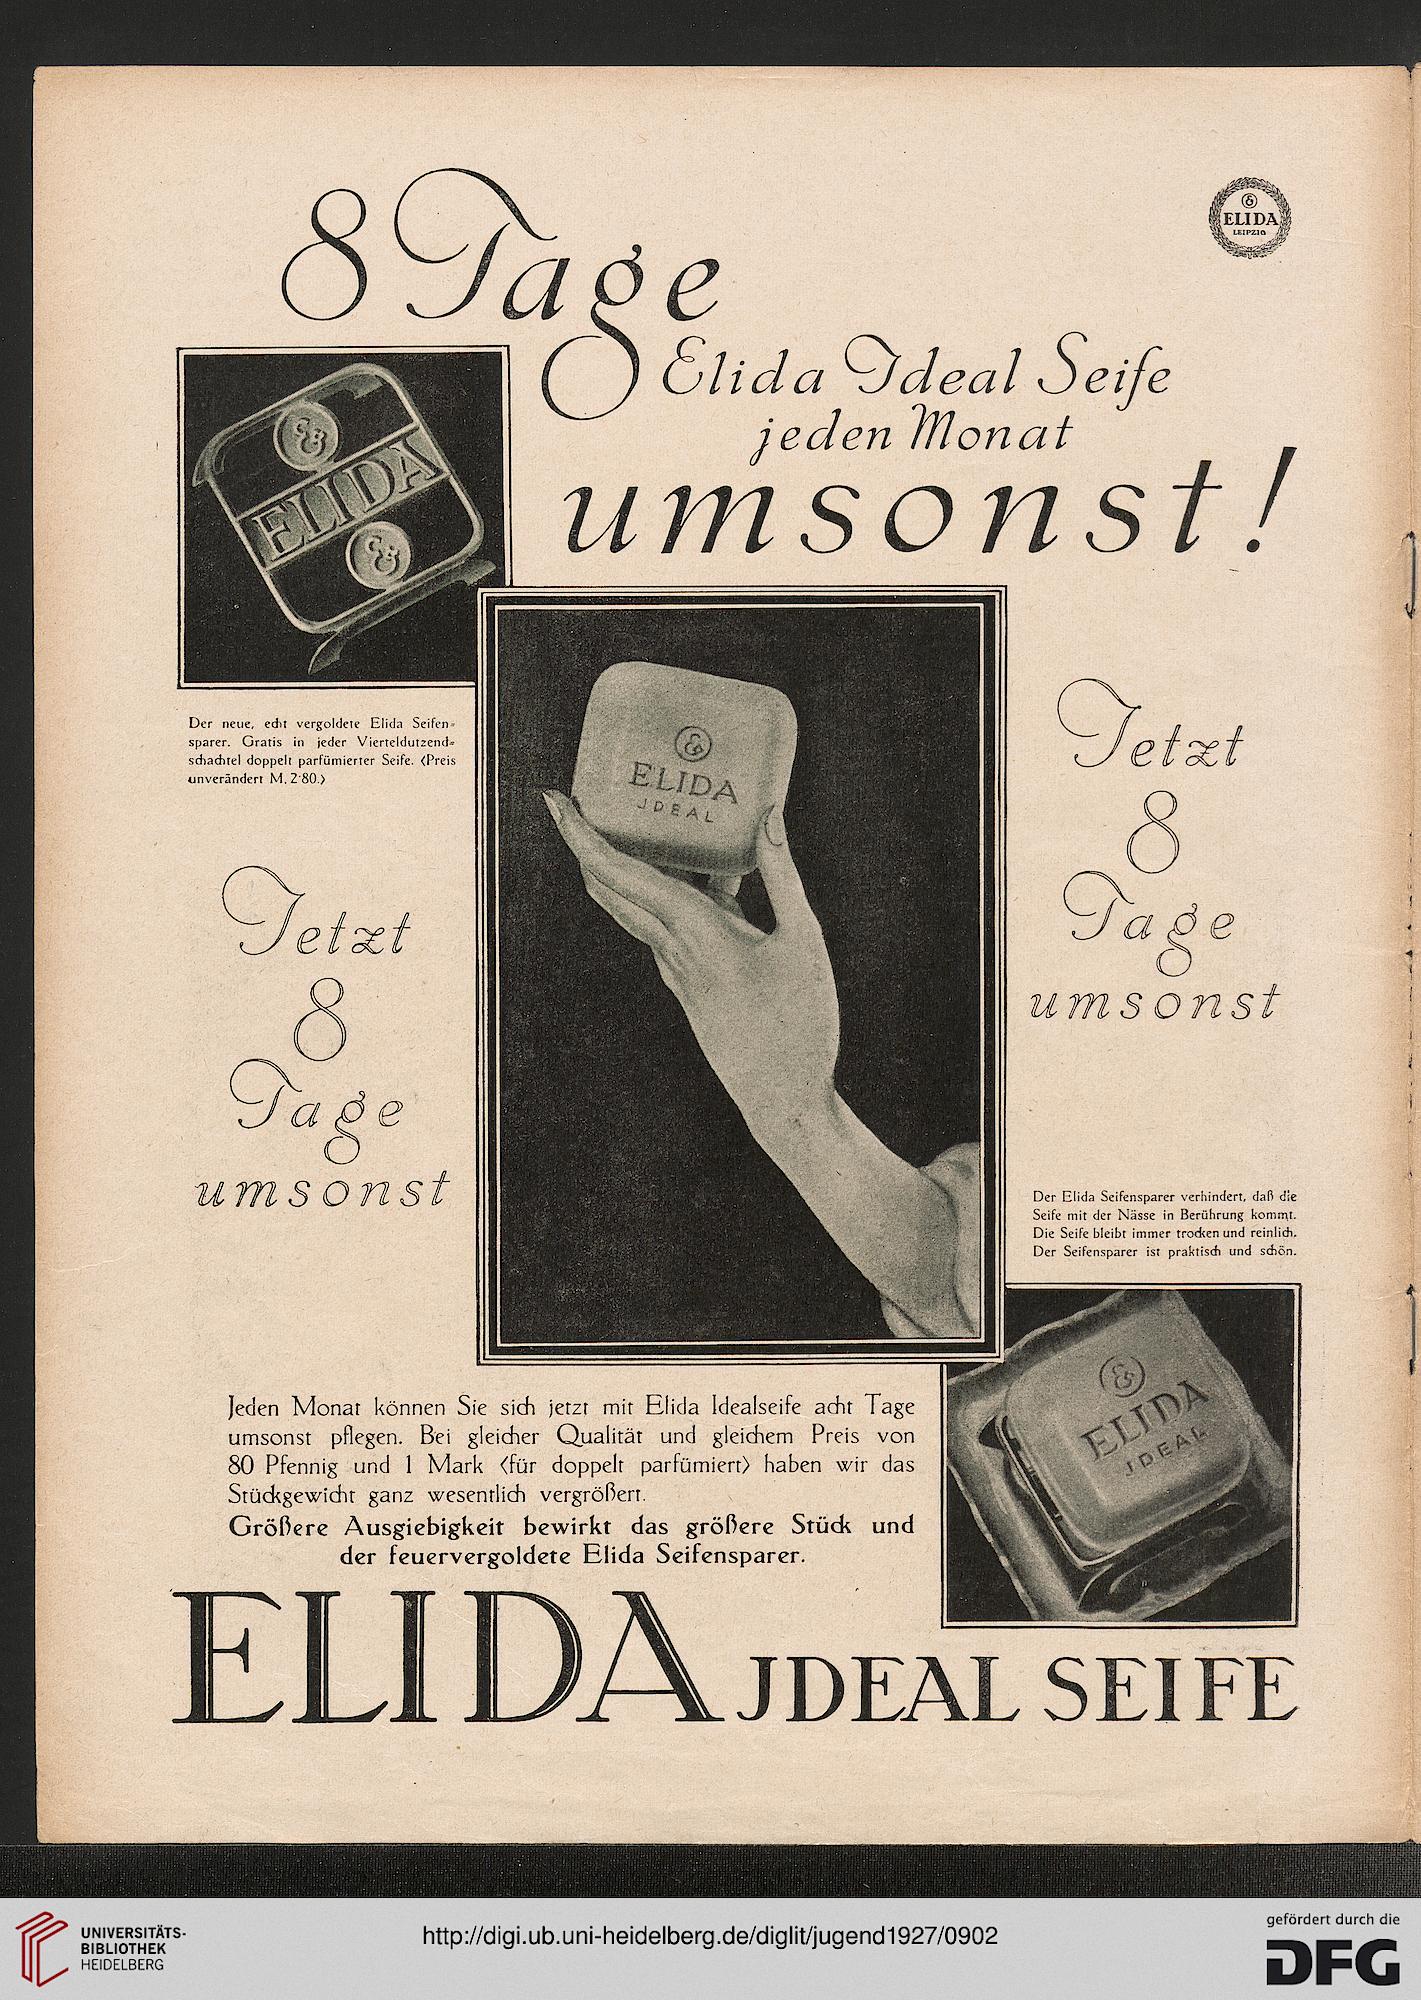 8 Tage
ELIDA
LEIPZIG
Elida Ideal Seife
jeden Monat
umsonst!
ELIDA
Der neue, echt vergoldete Elida Seifen-
sparer. Gratis in jeder Vierteldutzend-
schachtel doppelt parfümierter Seife. (Preis
unverändert M. 2·80.)
ELIDA
JDEAL
Jetzt
8
Tage
umsonst
Jetzt
8
Tage
umsonst
Der Elida Seifensparer verhindert, daß die
Seife mit der Nässe in Berührung kommt.
Die Seife bleibt immer trocken und reinlich.
Der Seifensparer ist praktisch und schön.
ELIDA
JDEAL
Jeden Monat können Sie sich jetzt mit Elida Idealseife acht Tage
umsonst pflegen. Bei gleicher Qualität und gleichem Preis von
80 Pfennig und 1 Mark (für doppelt parfümiert) haben wir das
Stückgewicht ganz wesentlich vergrößert.
Größere Ausgiebigkeit bewirkt das größere Stück und
der feuervergoldete Elida Seifensparer.
ELIDA JDEAL SEIFE
UNIVERSITÄTS-
BIBLIOTHEK
HEIDELBERG
http://digi.ub.uni-heidelberg.de/diglit/jugend1927/0902
gefördert durch die
DFG